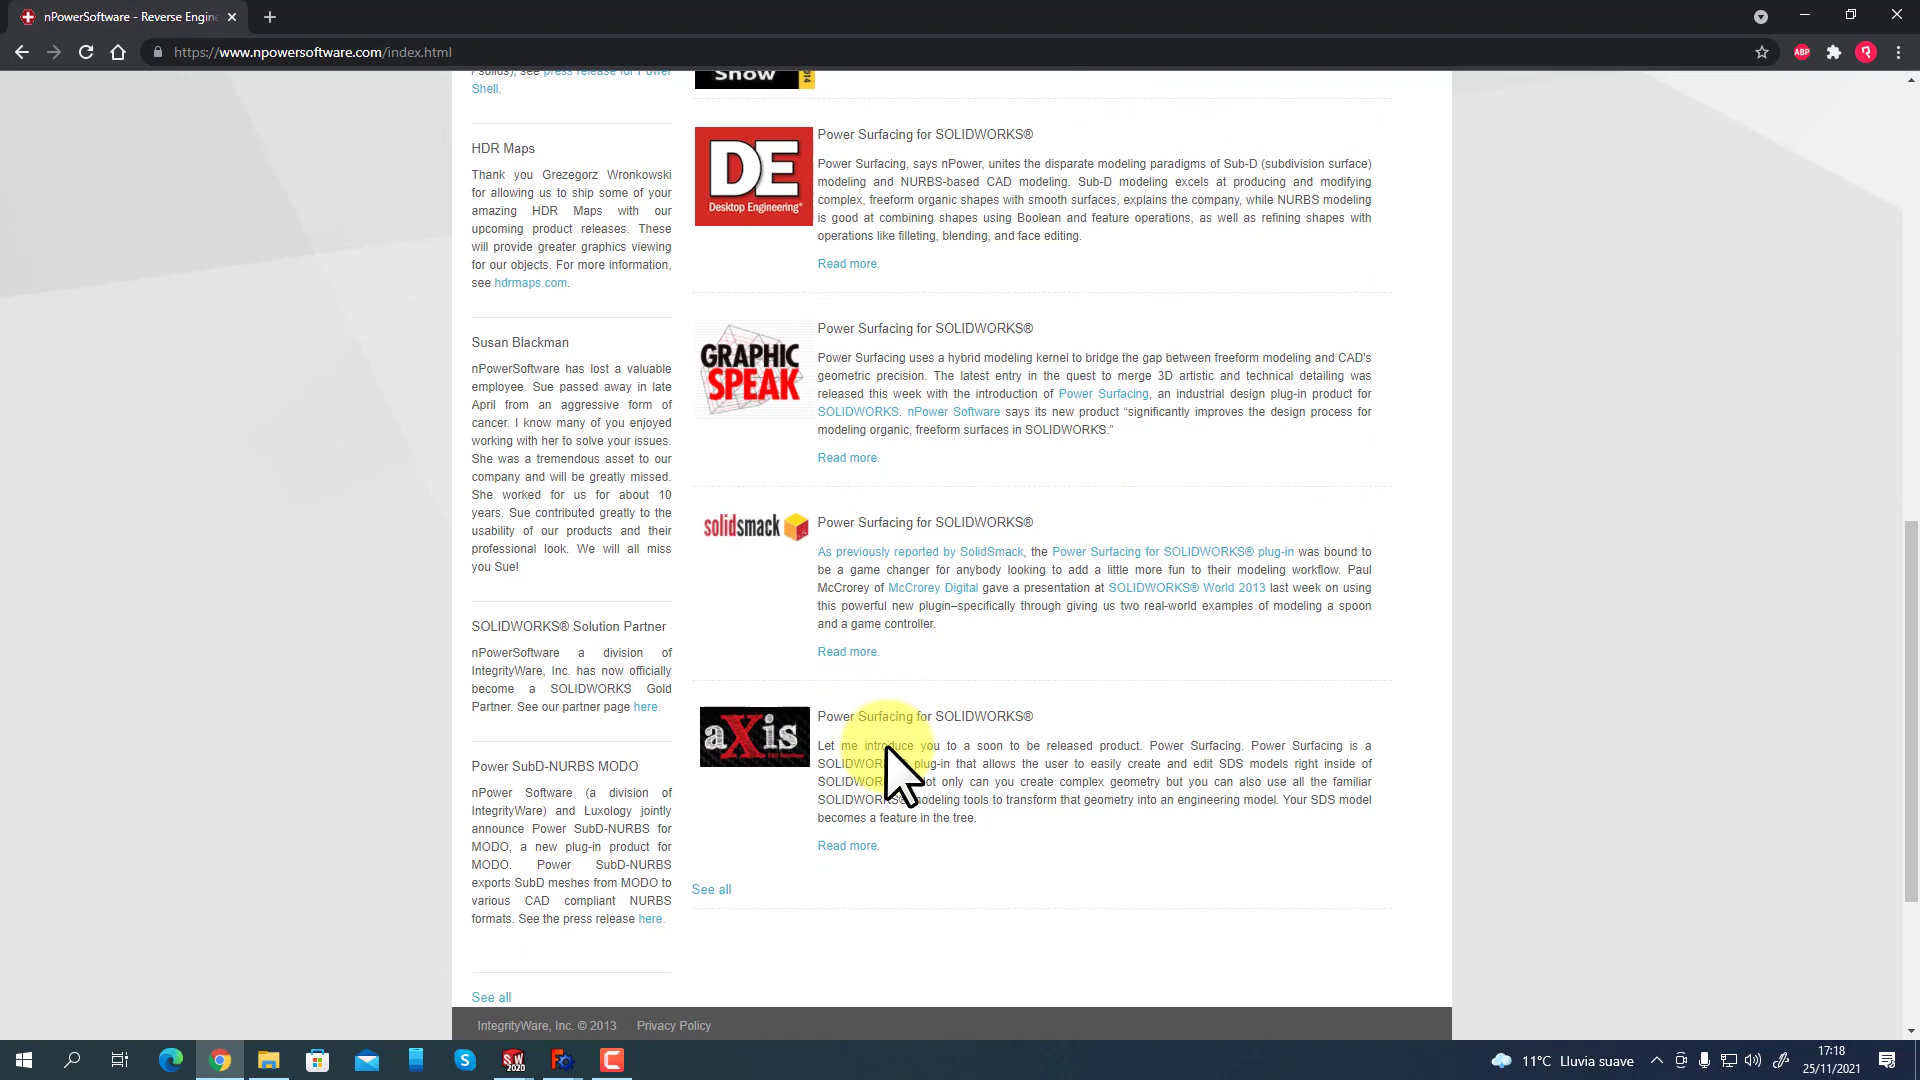 nPowerSoftware - Reverse Engine
https://www.npowersoftware.com/index.html
ABP
/solids), see press release for Power
Shell.
HDR Maps
Thank you Grezegorz Wronkowski
for allowing us to ship some of your
amazing HDR Maps with our
upcoming product releases. These
will provide greater graphics viewing
for our objects. For more information,
see hdrmaps.com.
Susan Blackman
nPowerSoftware has lost a valuable
employee. Sue passed away in late
April from an aggressive form of
cancer. I know many of you enjoyed
working with her to solve your issues.
She was a tremendous asset to our
company and will be greatly missed.
She worked for us for about 10
years. Sue contributed greatly to the
usability of our products and their
professional look. We will all miss
you Sue!
SOLIDWORKS® Solution Partner
nPowerSoftware a division of
IntegrityWare, Inc. has now officially
become a SOLIDWORKS Gold
Partner. See our partner page here.
Power SubD-NURBS MODO
nPower Software (a division of
IntegrityWare) and Luxology jointly
announce Power SubD-NURBS for
MODO, a new plug-in product for
MODO. Power SubD-NURBS
exports SubD meshes from MODO to
various CAD compliant NURBS
formats. See the press release here.
See all
Show
DE
Desktop Engineering®
Power Surfacing for SOLIDWORKS®
Power Surfacing, says nPower, unites the disparate modeling paradigms of Sub-D (subdivision surface)
modeling and NURBS-based CAD modeling. Sub-D modeling excels at producing and modifying
complex, freeform organic shapes with smooth surfaces, explains the company, while NURBS modeling
is good at combining shapes using Boolean and feature operations, as well as refining shapes with
operations like filleting, blending, and face editing.
Read more.
GRAPHIC
SPEAK
Power Surfacing for SOLIDWORKS®
Power Surfacing uses a hybrid modeling kernel to bridge the gap between freeform modeling and CAD's
geometric precision. The latest entry in the quest to merge 3D artistic and technical detailing was
released this week with the introduction of Power Surfacing, an industrial design plug-in product for
SOLIDWORKS. nPower Software says its new product “significantly improves the design process for
modeling organic, freeform surfaces in SOLIDWORKS.”
Read more.
solidsmack
Power Surfacing for SOLIDWORKS®
As previously reported by SolidSmack, the Power Surfacing for SOLIDWORKS® plug-in was bound to
be a game changer for anybody looking to add a little more fun to their modeling workflow. Paul
McCrorey of McCrorey Digital gave a presentation at SOLIDWORKS® World 2013 last week on using
this powerful new plugin–specifically through giving us two real-world examples of modeling a spoon
and a game controller.
Read more.
aXis
Power Surfacing for SOLIDWORKS®
Let me introduce you to a soon to be released product. Power Surfacing. Power Surfacing is a
SOLIDWOR plug-in that allows the user to easily create and edit SDS models right inside of
SOLIDWOR ot only can you create complex geometry but you can also use all the familiar
SOLIDWORKS® modeling tools to transform that geometry into an engineering model. Your SDS model
becomes a feature in the tree.
Read more.
See all
IntegrityWare, Inc. © 2013 Privacy Policy
SW
2020
11°C Lluvia suave
17:18
25/11/2021